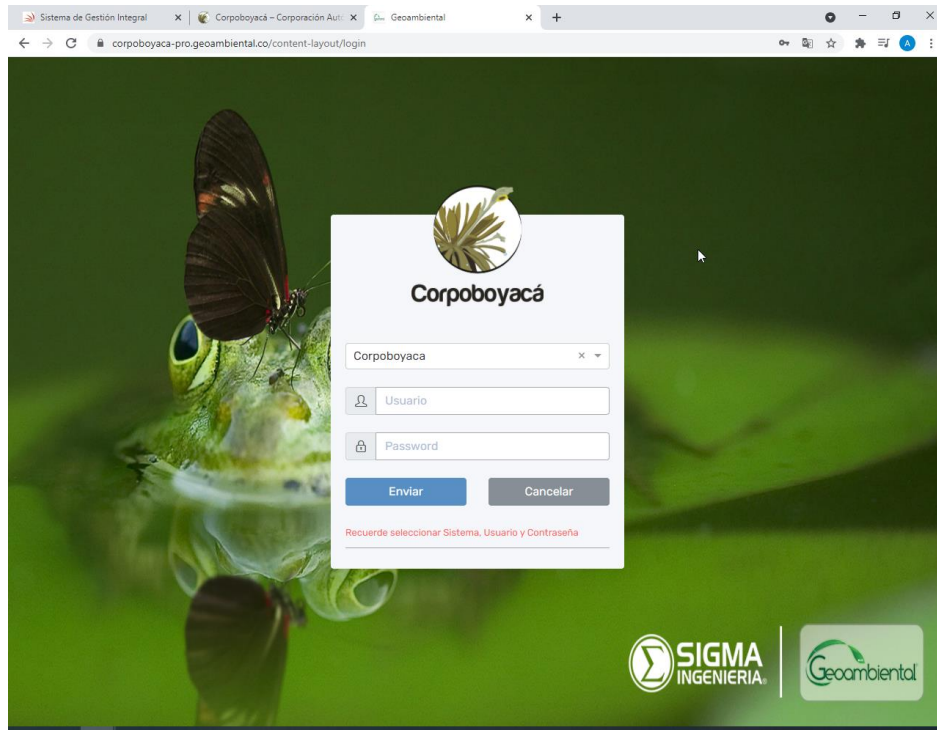 Sistema de Gestión Integral
Corpoboyacá – Corporación Aut
Geoambiental
corpoboyaca-pro.geoambiental.co/content-layout/login
A
Corpoboyacá
Corpoboyaca
Usuario
Password
Enviar
Cancelar
Recuerde seleccionar Sistema, Usuario y Contraseña
SIGMA
INGENIERIA
Geoambiental